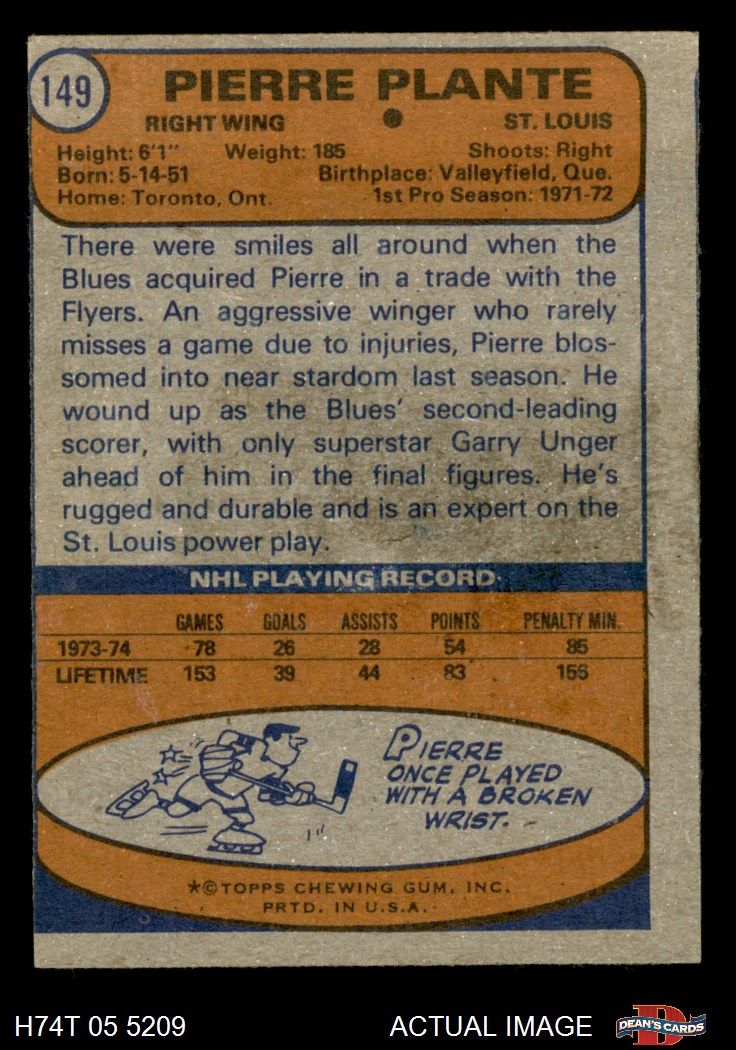 149
PIERRE PLANTE
RIGHT WING ST. LOUIS
Height: 6'1" Weight: 185 Shoots: Right
Born: 5-14-51 Birthplace: Valleyfield, Que.
Home: Toronto, Ont. 1st Pro Season: 1971-72
There were smiles all around when the
Blues acquired Pierre in a trade with the
Flyers. An aggressive winger who rarely
misses a game due to injuries, Pierre blos-
somed into near stardom last season. He
wound up as the Blues' second-leading
scorer, with only superstar Garry Unger
ahead of him in the final figures. He's
rugged and durable and is an expert on the
St. Louis power play.
NHL PLAYING RECORD
GAMES GOALS ASSISTS POINTS PENALTY MIN.
1973-74 78 26 28 54 85
LIFETIME 153 39 44 83 156
PIERRE
ONCE PLAYED
WITH A BROKEN
WRIST.
*©TOPPS CHEWING GUM, INC.
PRTD. IN U.S.A.
H74T 05 5209 ACTUAL IMAGE D DEAN'S CARDS